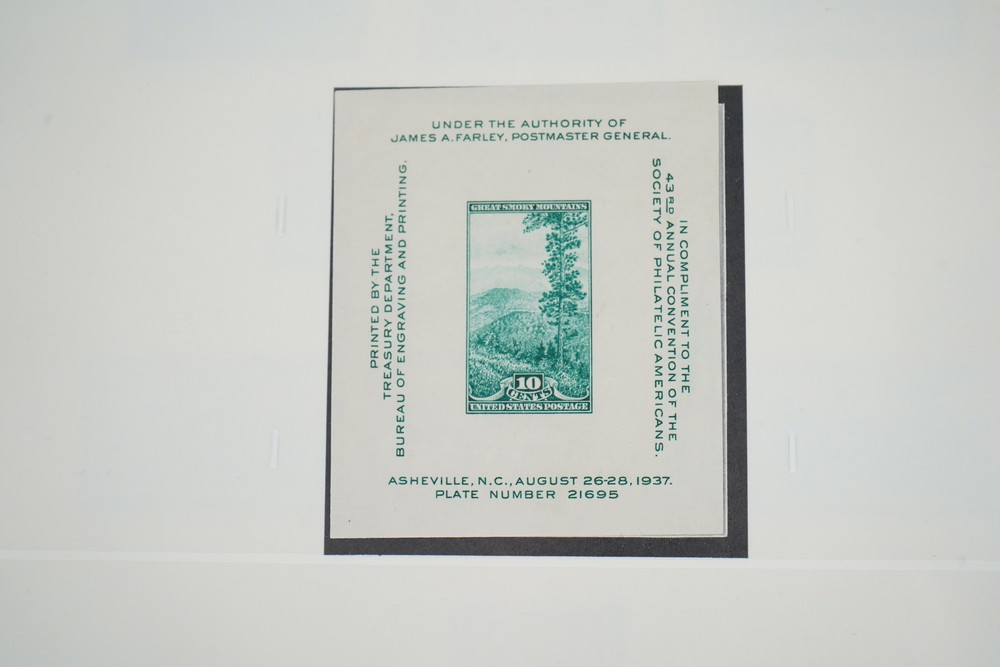 UNDER THE AUTHORITY OF
JAMES A. FARLEY, POSTMASTER GENERAL.
PRINTED BY THE
TREASURY DEPARTMENT,
BUREAU OF ENGRAVING AND PRINTING.
GREAT SMOKY MOUNTAINS
10
CENTS
UNITED STATES POSTAGE
IN COMPLIMENT TO THE
43RD ANNUAL CONVENTION OF THE
SOCIETY OF PHILATELIC AMERICANS.
ASHEVILLE, N.C., AUGUST 26-28, 1937.
PLATE NUMBER 21695